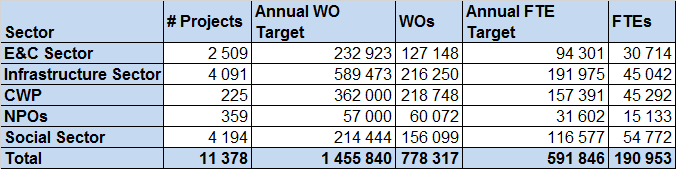 Sector # Projects Annual WO Target WOs Annual FTE Target FTEs
E&C Sector 2 509 232 923 127 148 94 301 30 714
Infrastructure Sector 4 091 589 473 216 250 191 975 45 042
CWP 225 362 000 218 748 157 391 45 292
NPOs 359 57 000 60 072 31 602 15 133
Social Sector 4 194 214 444 156 099 116 577 54 772
Total 11 378 1 455 840 778 317 591 846 190 953